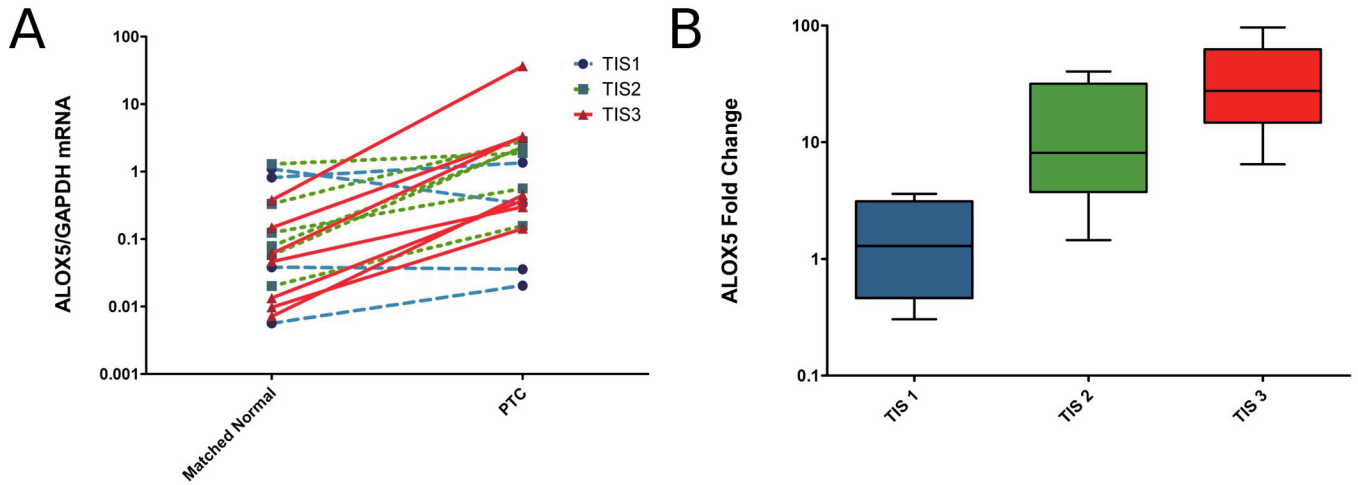 A
ALOX5/GAPDH mRNA
100
10
1
0.1
0.01
0.001
Matched Normal
PTC
TIS1
TIS2
TIS3
B
ALOX5 Fold Change
100
10
1
0.1
TIS 1
TIS 2
TIS 3